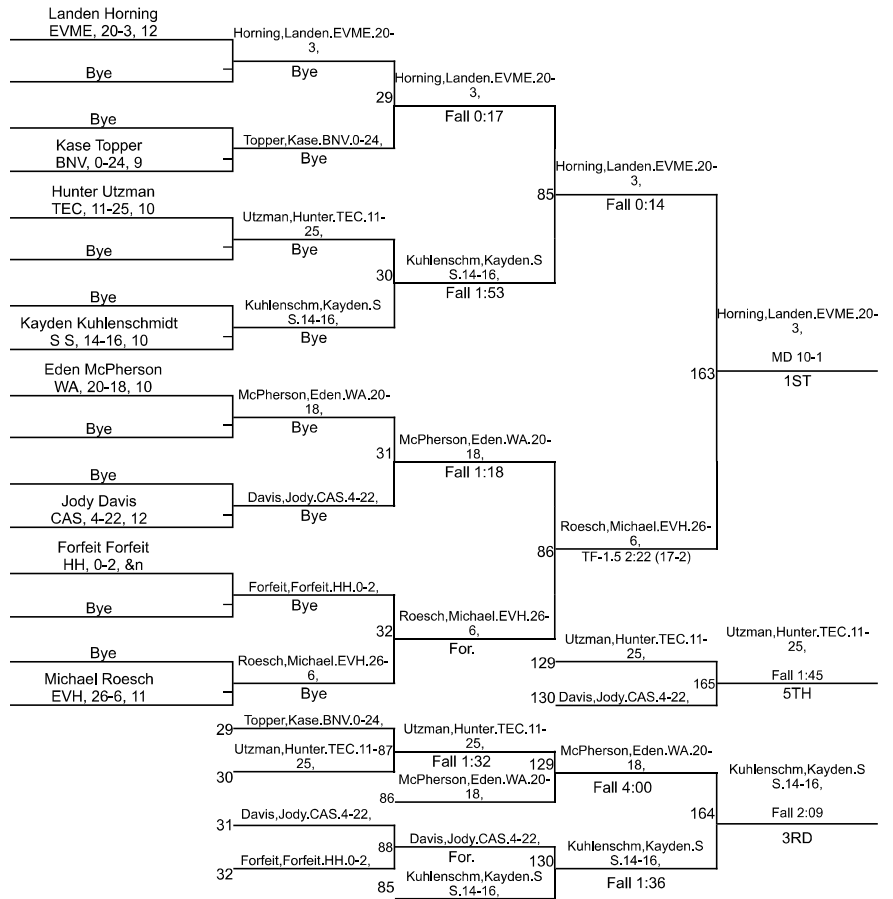 Landen Horning
EVME, 20-3, 12
Bye
Horning,Landen.EVME.20-
3,
Bye
29
Bye
Kase Topper
BNV, 0-24, 9
Topper,Kase.BNV.0-24,
Bye
Horning,Landen.EVME.20-
3,
Fall 0:17
Hunter Utzman
TEC, 11-25, 10
Bye
Utzman,Hunter.TEC.11-
25,
Bye
30
Bye
Kayden Kuhlenschmidt
S S, 14-16, 10
Kuhlenschm,Kayden.S
S.14-16,
Bye
Kuhlenschm,Kayden.S
S.14-16,
Fall 1:53
85
Horning,Landen.EVME.20-
3,
Fall 0:14
Eden McPherson
WA, 20-18, 10
Bye
McPherson,Eden.WA.20-
18,
Bye
31
Bye
Jody Davis
CAS, 4-22, 12
Davis,Jody.CAS.4-22,
Bye
McPherson,Eden.WA.20-
18,
Fall 1:18
Forfeit Forfeit
HH, 0-2, &n
Bye
Forfeit,Forfeit.HH.0-2,
Bye
32
Bye
Michael Roesch
EVH, 26-6, 11
Roesch,Michael.EVH.26-
6,
Bye
Roesch,Michael.EVH.26-
6,
For.
86
Roesch,Michael.EVH.26-
6,
TF-1.5 2:22 (17-2)
163
Horning,Landen.EVME.20-
3,
MD 10-1
1ST
129
Utzman,Hunter.TEC.11-
25,
130
Davis,Jody.CAS.4-22,
165
Utzman,Hunter.TEC.11-
25,
Fall 1:45
5TH
29
Topper,Kase.BNV.0-24,
30
Utzman,Hunter.TEC.11-
25,
87
Utzman,Hunter.TEC.11-
25,
Fall 1:32
86
McPherson,Eden.WA.20-
18,
129
McPherson,Eden.WA.20-
18,
Fall 4:00
31
Davis,Jody.CAS.4-22,
32
Forfeit,Forfeit.HH.0-2,
88
Davis,Jody.CAS.4-22,
For.
85
Kuhlenschm,Kayden.S
S.14-16,
130
Kuhlenschm,Kayden.S
S.14-16,
Fall 1:36
164
Kuhlenschm,Kayden.S
S.14-16,
Fall 2:09
3RD